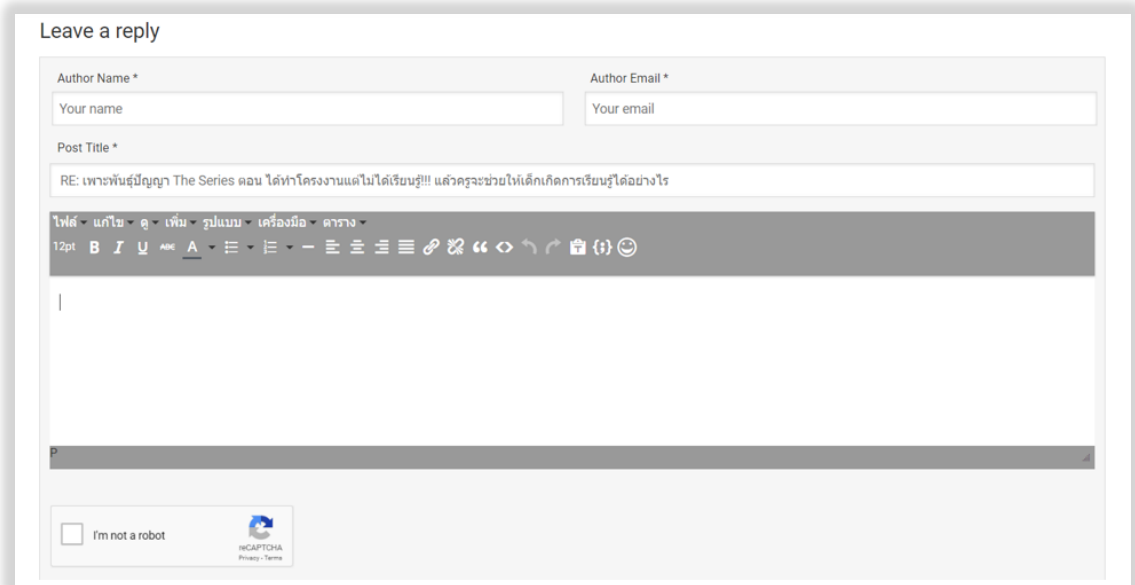 Leave a reply
Author Name * Author Email *
Your name Your email
Post Title *
RE: เพาะพันธุ์ปัญญา The Series ตอน ได้ทำโครงงานแต่ไม่ได้เรียนรู้!!! แล้วครูจะช่วยให้เด็กเกิดการเรียนรู้ได้อย่างไร
ไฟล์ แก้ไข ดู เพิ่ม รูปแบบ เครื่องมือ ตาราง
12pt B I U ABC A
P
I'm not a robot
reCAPTCHA
Privacy - Terms